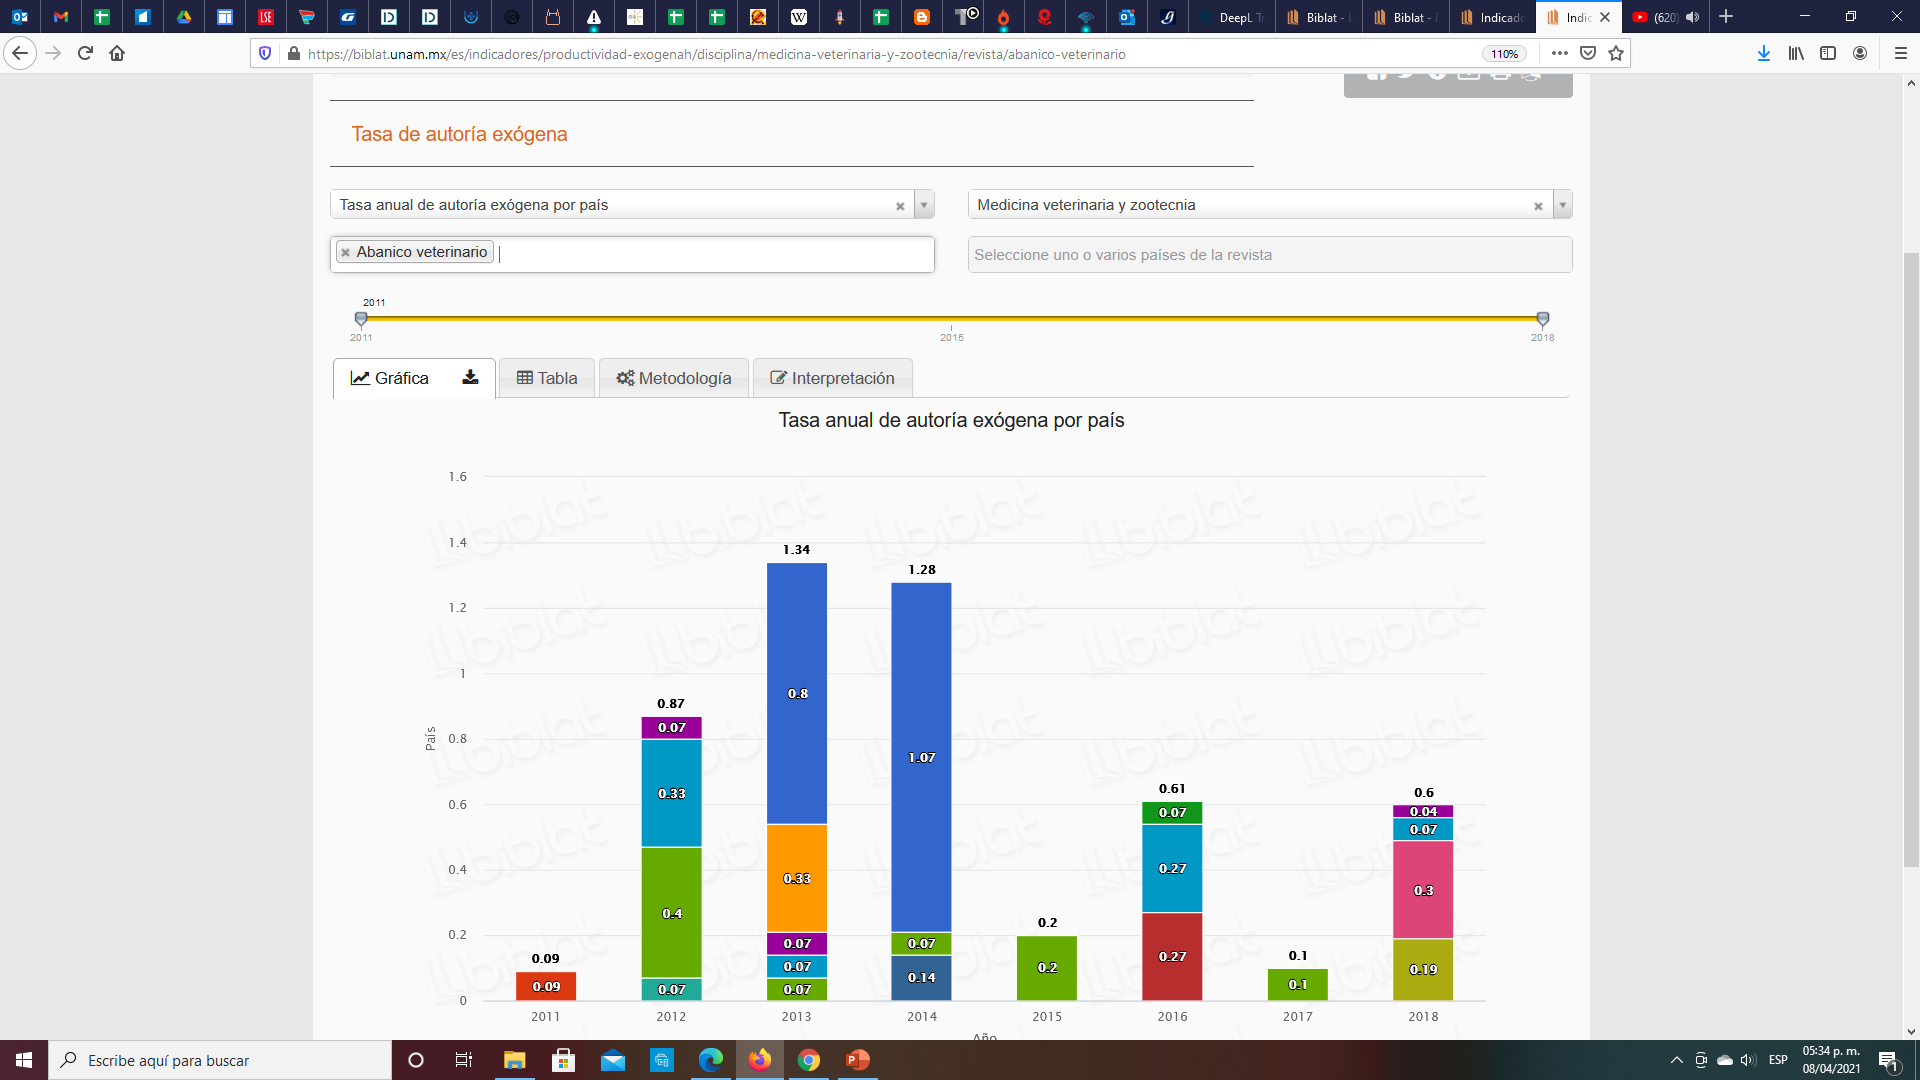 DeepL Tr
Biblat -
Biblat -
Indicado
Indic
(620)
https://biblat.unam.mx/es/indicadores/productividad-exogenah/disciplina/medicina-veterinaria-y-zootecnia/revista/abanico-veterinario
110%
Tasa de autoría exógena
Tasa anual de autoría exógena por país
Medicina veterinaria y zootecnia
Abanico veterinario
Seleccione uno o varios países de la revista
2011
2011 2015 2018
Gráfica
Tabla
Metodología
Interpretación
Tasa anual de autoría exógena por país
1.6
1.4
1.2
1
0.8
0.6
0.4
0.2
0
País
0.09
0.09
0.87
0.07
0.33
0.4
0.07
1.34
0.8
0.33
0.07
0.07
0.07
1.28
1.07
0.07
0.14
0.2
0.2
0.61
0.07
0.27
0.27
0.1
0.1
0.6
0.04
0.07
0.3
0.19
2011 2012 2013 2014 2015 2016 2017 2018
Año
biblat
Escribe aquí para buscar
ESP
05:34 p. m.
08/04/2021
1